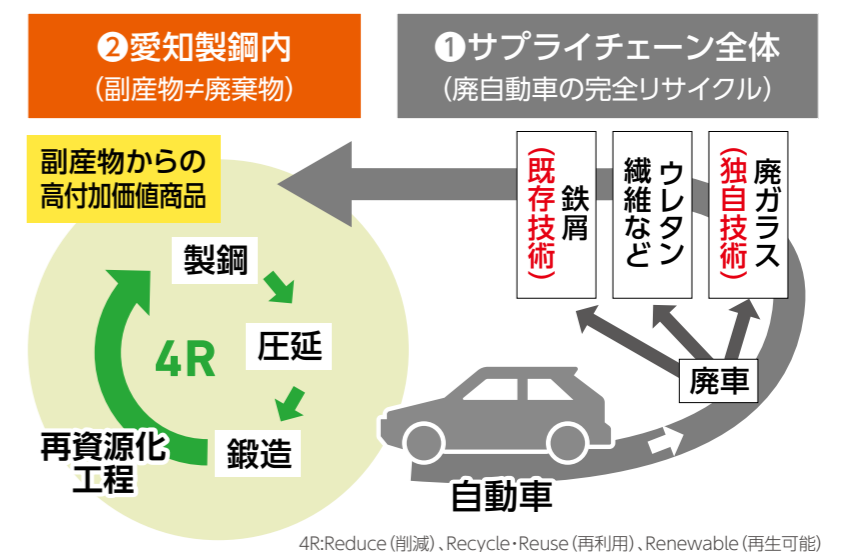 ❷愛知製鋼内
(副産物≠廃棄物)
❶サプライチェーン全体
(廃自動車の完全リサイクル)
副産物からの
高付加価値商品
製鋼
圧延
鍛造
4R
再資源化
工程
鉄屑
(既存技術)
ウレタン
繊維など
廃ガラス
(独自技術)
廃車
自動車
4R:Reduce(削減)、Recycle・Reuse(再利用)、Renewable(再生可能)